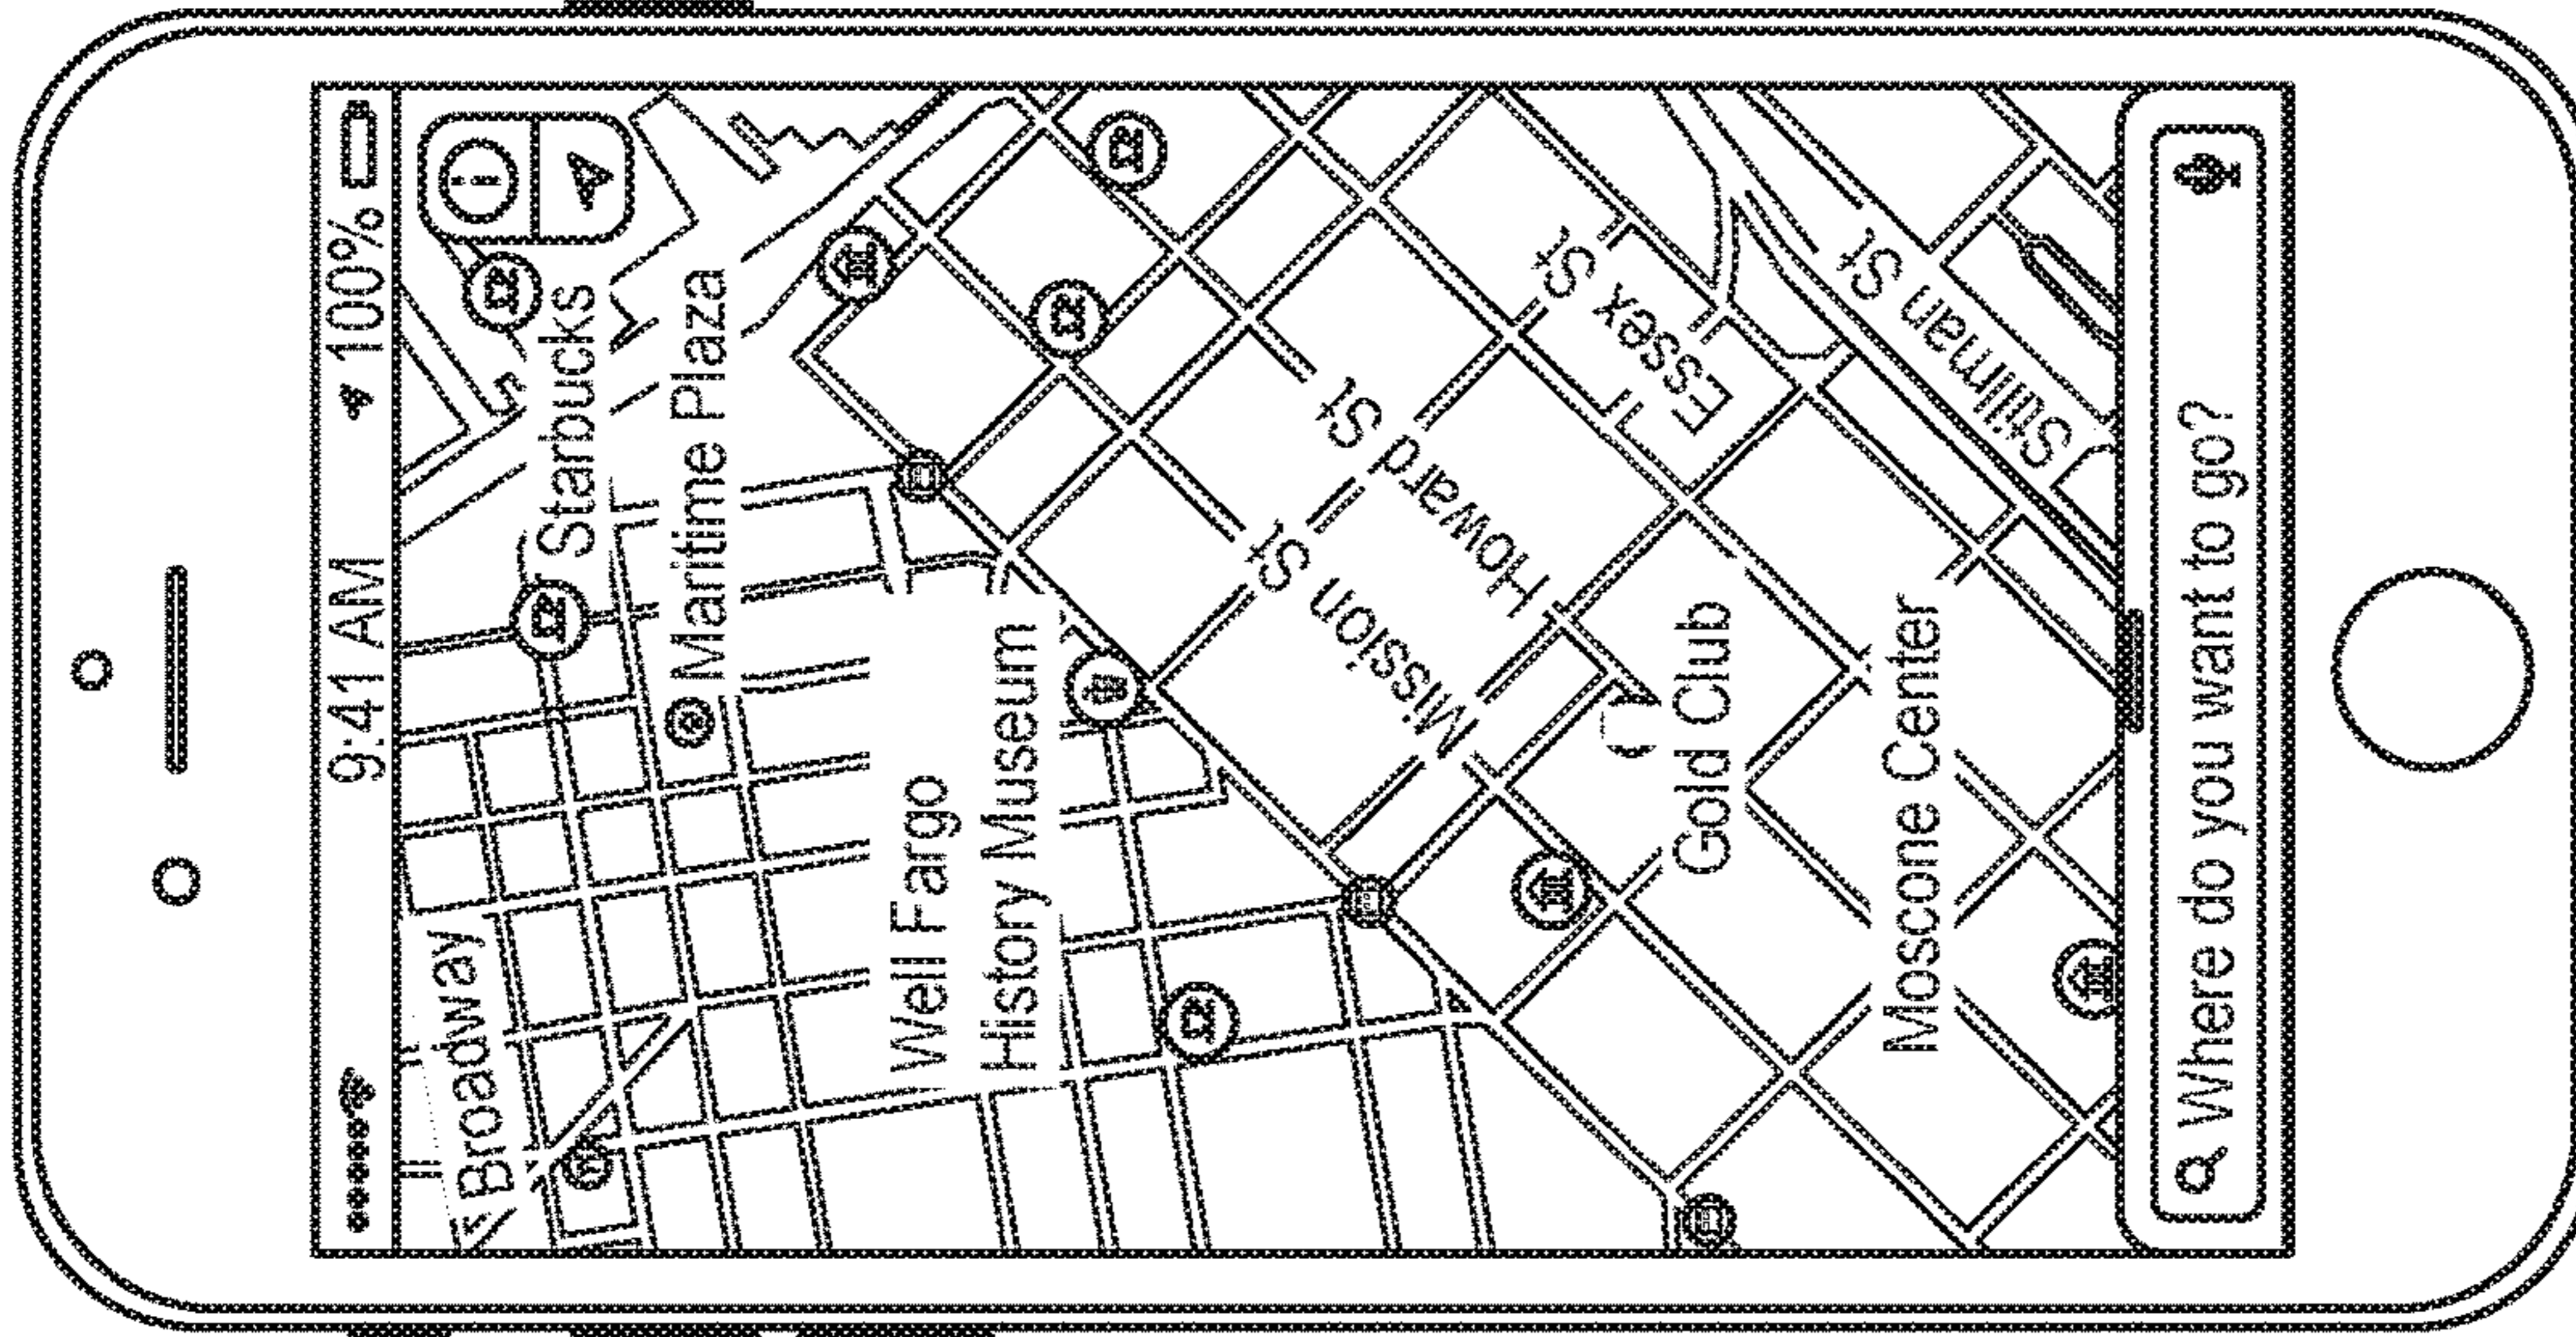 9:41 AM
100%
Broadway
Starbucks
Maritime Plaza
Well Fargo
History Museum
Mission St
Howard St
Essex St
Gold Club
Stillman St
Moscone Center
Where do you want to go?